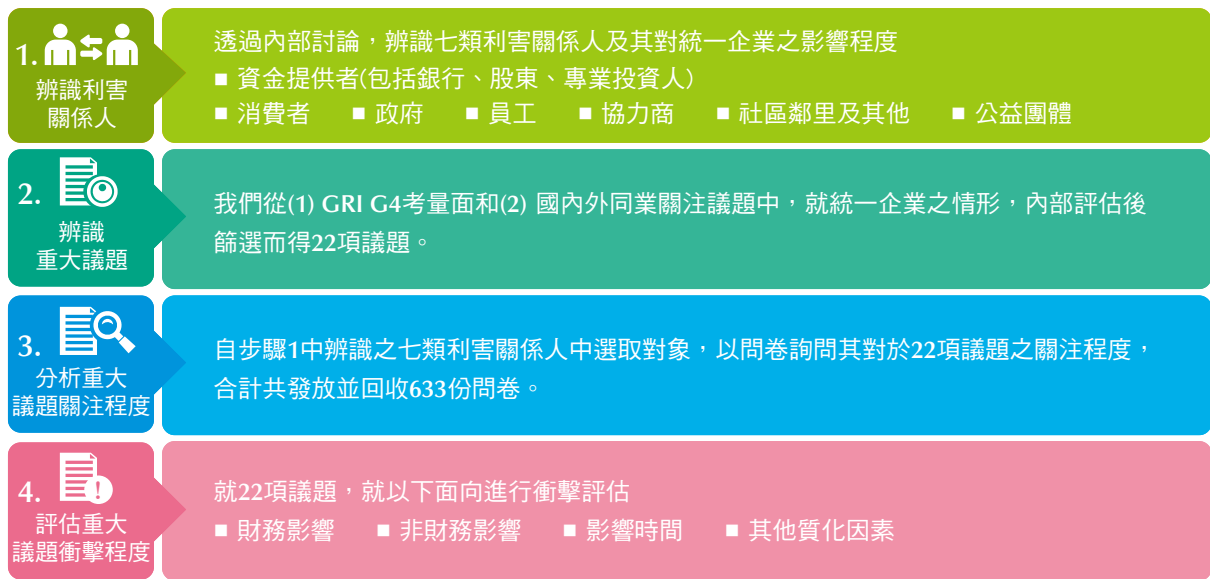 1.
辨識利害
關係人
透過內部討論，辨識七類利害關係人及其對統一企業之影響程度
■ 資金提供者(包括銀行、股東、專業投資人)
■ 消費者 ■ 政府 ■ 員工 ■ 協力商 ■ 社區鄰里及其他 ■ 公益團體
2.
辨識
重大議題
我們從(1) GRI G4考量面和(2) 國內外同業關注議題中，就統一企業之情形，內部評估後
篩選而得22項議題。
3.
分析重大
議題關注程度
自步驟1中辨識之七類利害關係人中選取對象，以問卷詢問其對於22項議題之關注程度，
合計共發放並回收633份問卷。
4.
評估重大
議題衝擊程度
就22項議題，就以下面向進行衝擊評估
■ 財務影響 ■ 非財務影響 ■ 影響時間 ■ 其他質化因素